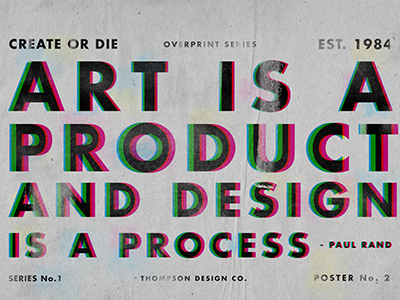 CREATE OR DIE OVERPRINT SERIES EST. 1984
ART IS A
PRODUCT
AND DESIGN
IS A PROCESS - PAUL RAND
SERIES No.1 - THOMPSON DESIGN CO. POSTER No. 2